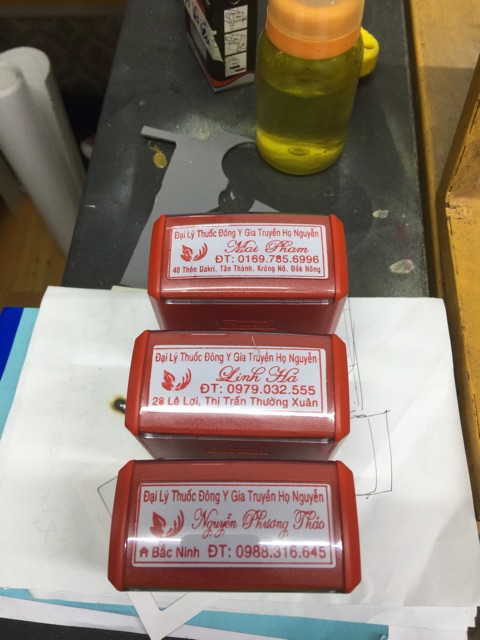 Đại Lý Thuốc Đông Y Gia Truyền Họ Nguyễn
Mai Pham
ĐT: 0169.785.6996
40 Thôn Dakri, Tân Thành, Krông Nô, Đăk Nông
Đại Lý Thuốc Đông Y Gia Truyền Họ Nguyễn
Linh Hà
ĐT: 0979.032.555
28 Lê Lợi, Thị Trấn Thường Xuân
Đại Lý Thuốc Đông Y Gia Truyền Họ Nguyễn
Nguyễn Phương Thảo
Bắc Ninh ĐT: 0988.316.645